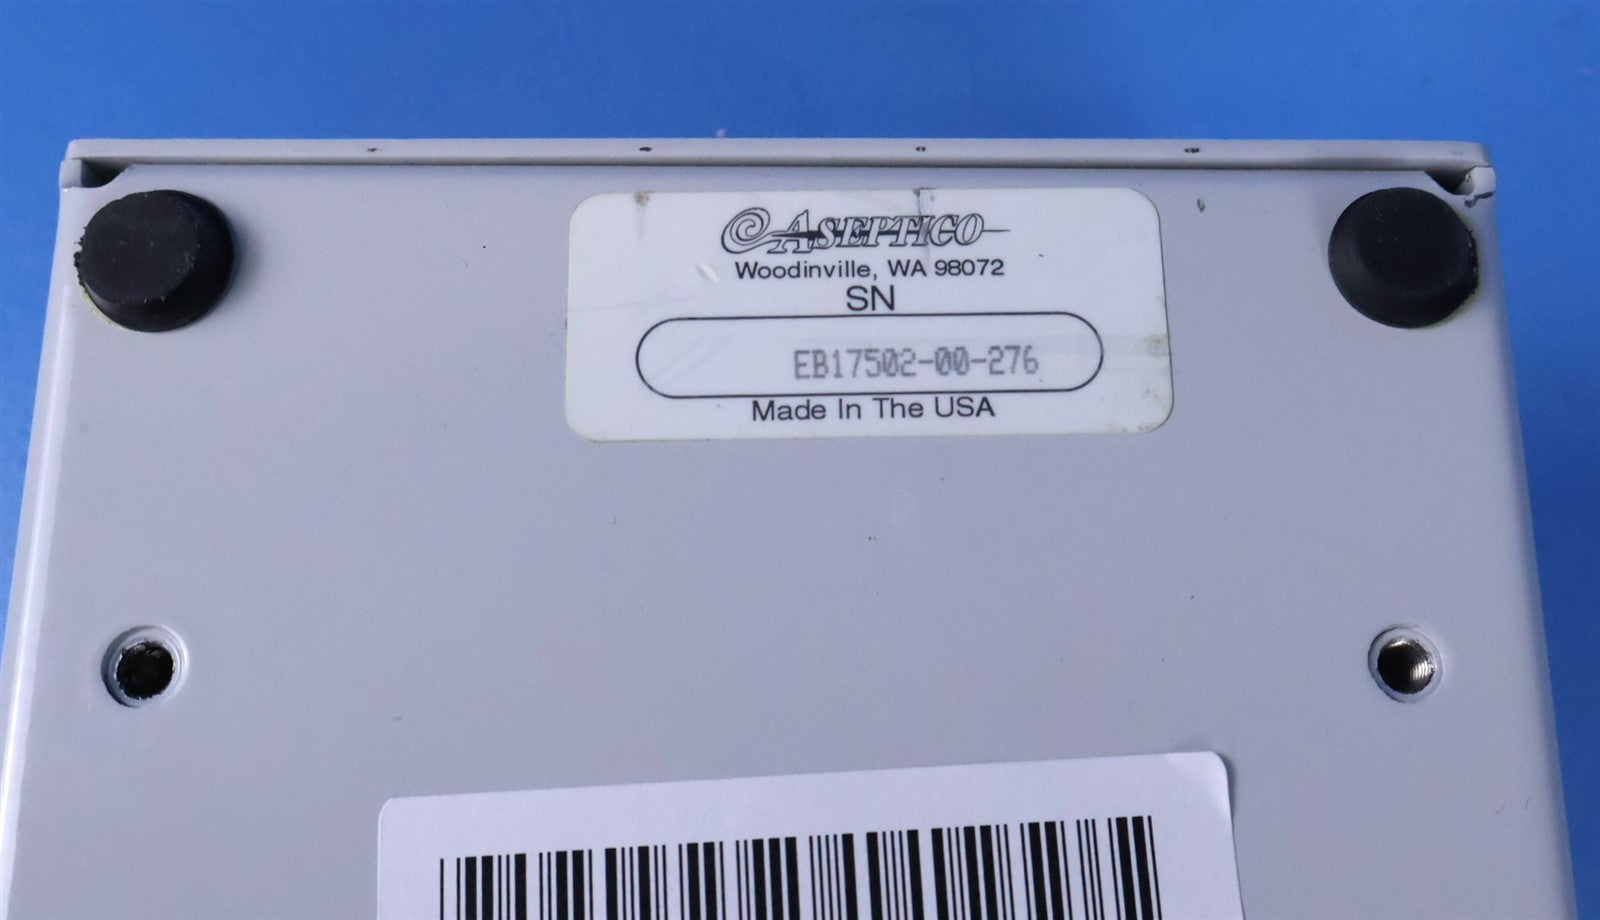 ASEPTICO
Woodinville, WA 98072
SN
EB17502-00-276
Made In The USA